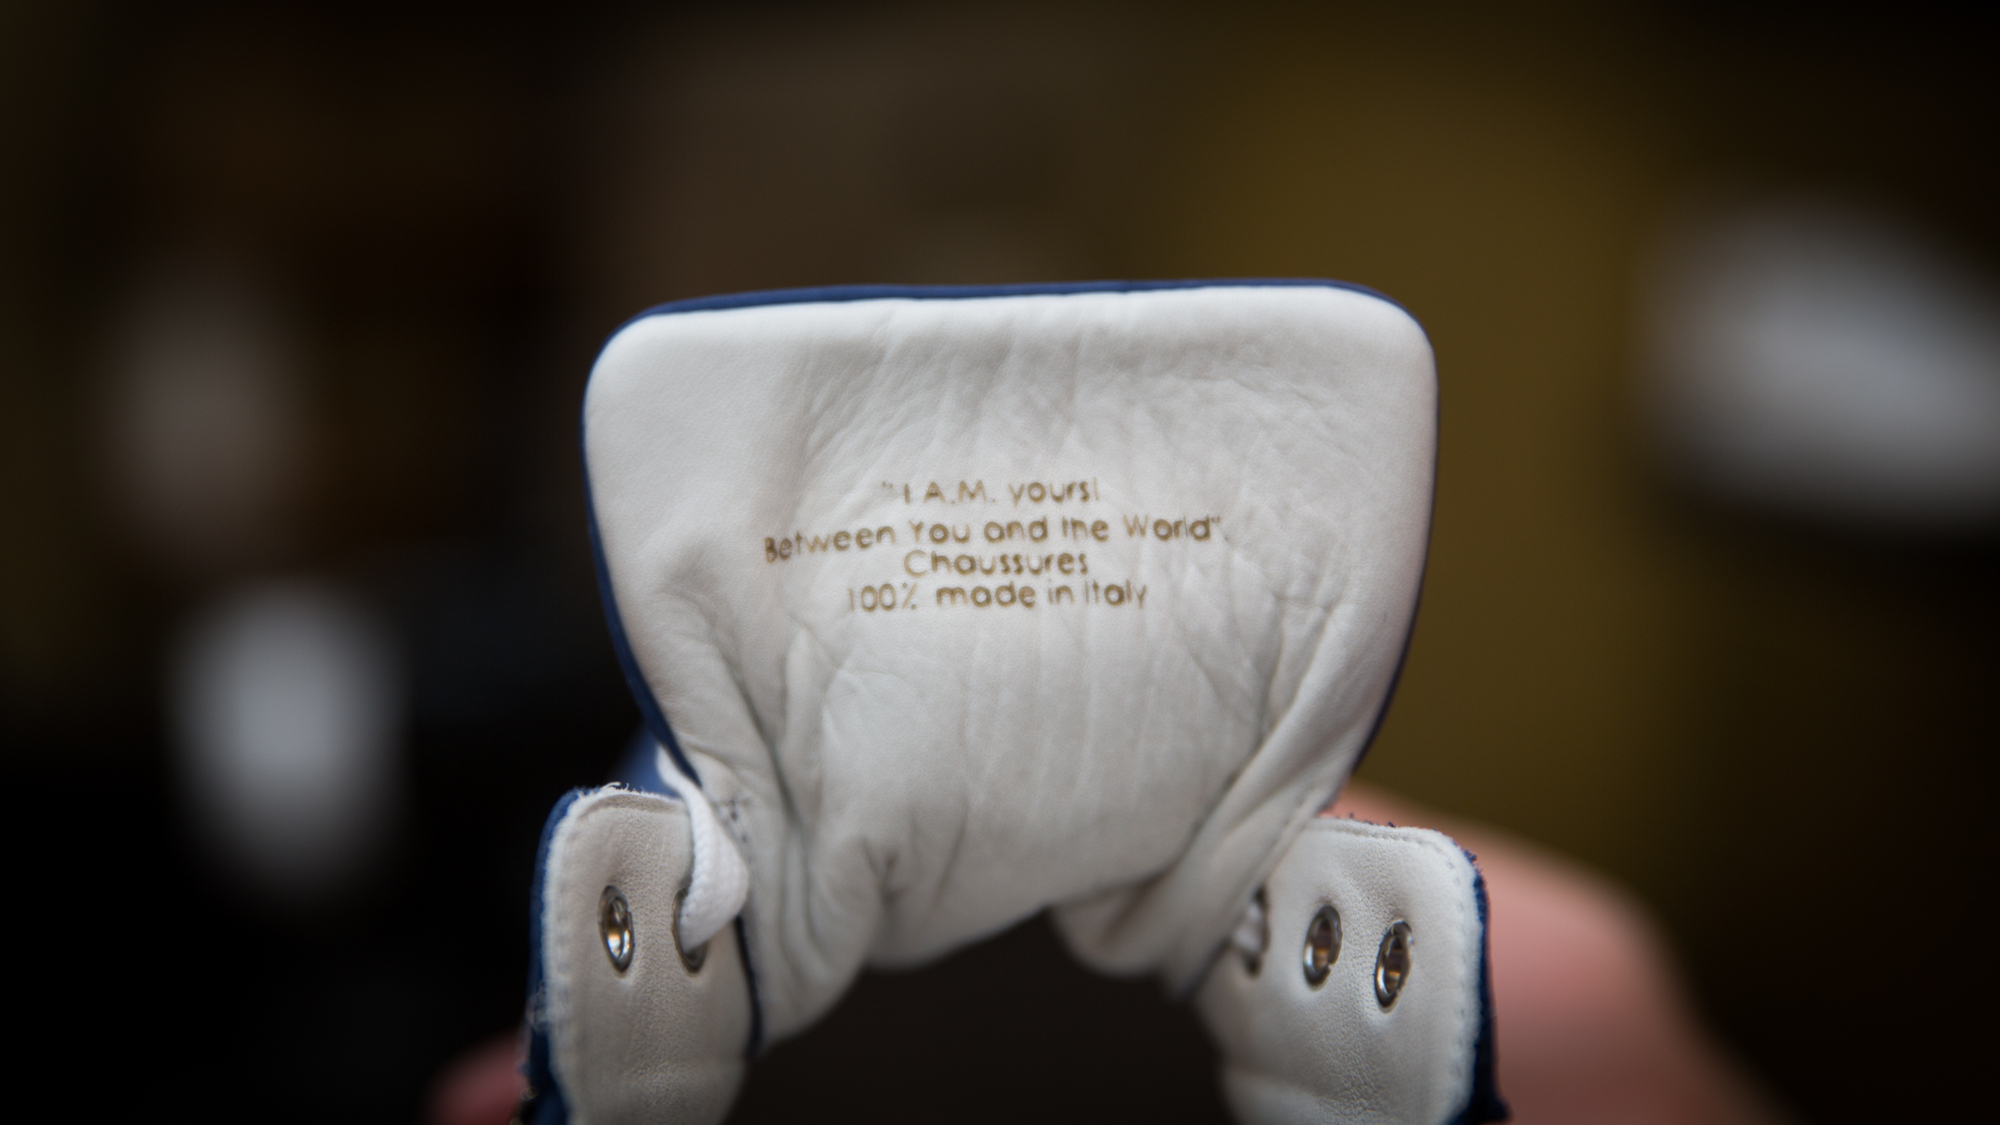 "I A.M. yours!
Between You and the World".
Chaussures
100% made in Italy